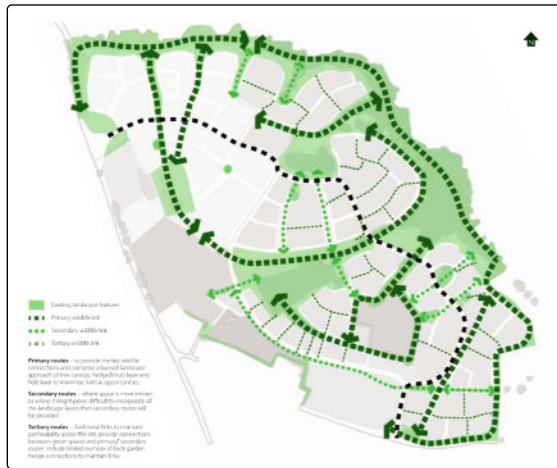 Existing landscape features
Primary wildlife link
Secondary wildlife link
Tertiary wildlife link
Primary routes – to provide the key wildlife
connections and comprise a layered landscape
approach of tree canopy, hedge/shrub layer and
field layer to maximise habitat opportunities.
Secondary routes – where space is more limited
or where it might prove difficult to incorporate all
the landscape layers then secondary routes will
be provided.
Tertiary routes – Additional links to maintain
permeability across the site, provide connections
between green spaces and primary/ secondary
routes, include limited number of back garden
hedge connections to maintain links.